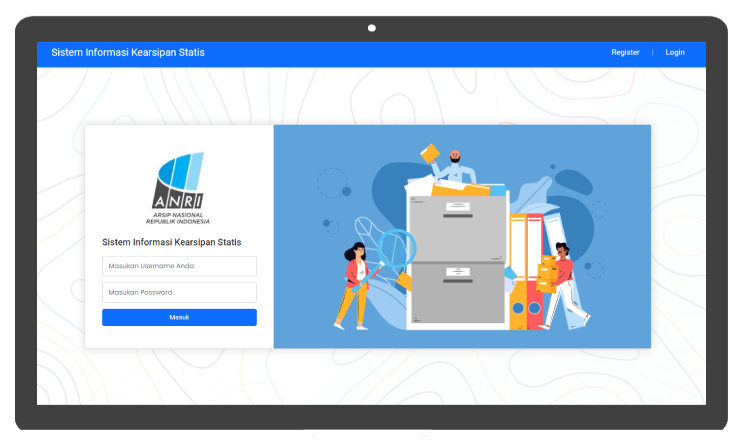 Sistem Informasi Kearsipan Statis
Register | Login
ANRI
ARSIP NASIONAL
REPUBLIK INDONESIA
Sistem Informasi Kearsipan Statis
Masukan Username Anda
Masukan Password
Masuk